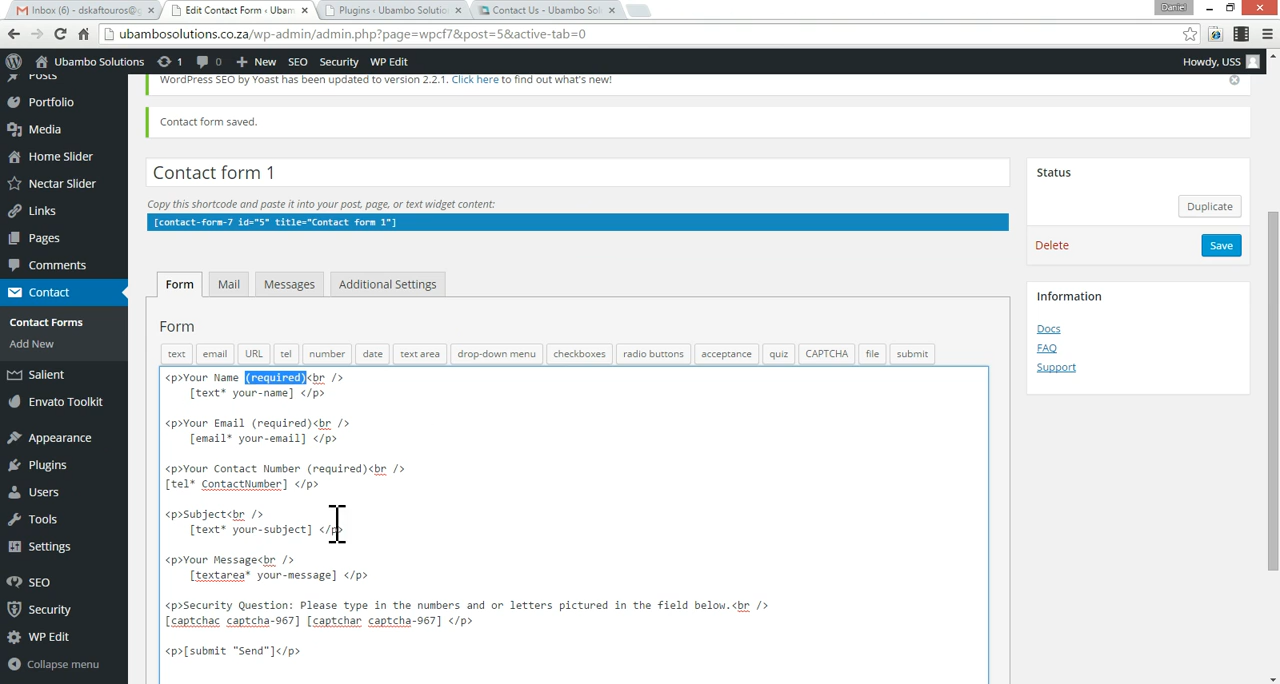 Inbox (6) - dskaftouros@g
Edit Contact Form ‹ Ubam
Plugins ‹ Ubambo Solutio
Contact Us - Ubambo Sol
Daniel
ubambosolutions.co.za/wp-admin/admin.php?page=wpcf7&post=5&active-tab=0
Ubambo Solutions 1 0 New SEO Security WP Edit Howdy, USS
Posts
Portfolio
Media
Home Slider
Nectar Slider
Links
Pages
Comments
Contact
Contact Forms
Add New
Salient
Envato Toolkit
Appearance
Plugins
Users
Tools
Settings
SEO
Security
WP Edit
Collapse menu
WordPress SEO by Yoast has been updated to version 2.2.1. Click here to find out what's new!
Contact form saved.
Contact form 1
Copy this shortcode and paste it into your post, page, or text widget content:
[contact-form-7 id="5" title="Contact form 1"]
Form Mail Messages Additional Settings
Form
text email URL tel number date text area drop-down menu checkboxes radio buttons acceptance quiz CAPTCHA file submit
<p>Your Name (required)<br />
[text* your-name] </p>
<p>Your Email (required)<br />
[email* your-email] </p>
<p>Your Contact Number (required)<br />
[tel* ContactNumber] </p>
<p>Subject<br />
[text* your-subject] </p>
<p>Your Message<br />
[textarea* your-message] </p>
<p>Security Question: Please type in the numbers and or letters pictured in the field below.<br />
[captchac captcha-967] [captchar captcha-967] </p>
<p>[submit "Send"]</p>
Status
Duplicate
Delete
Save
Information
Docs
FAQ
Support